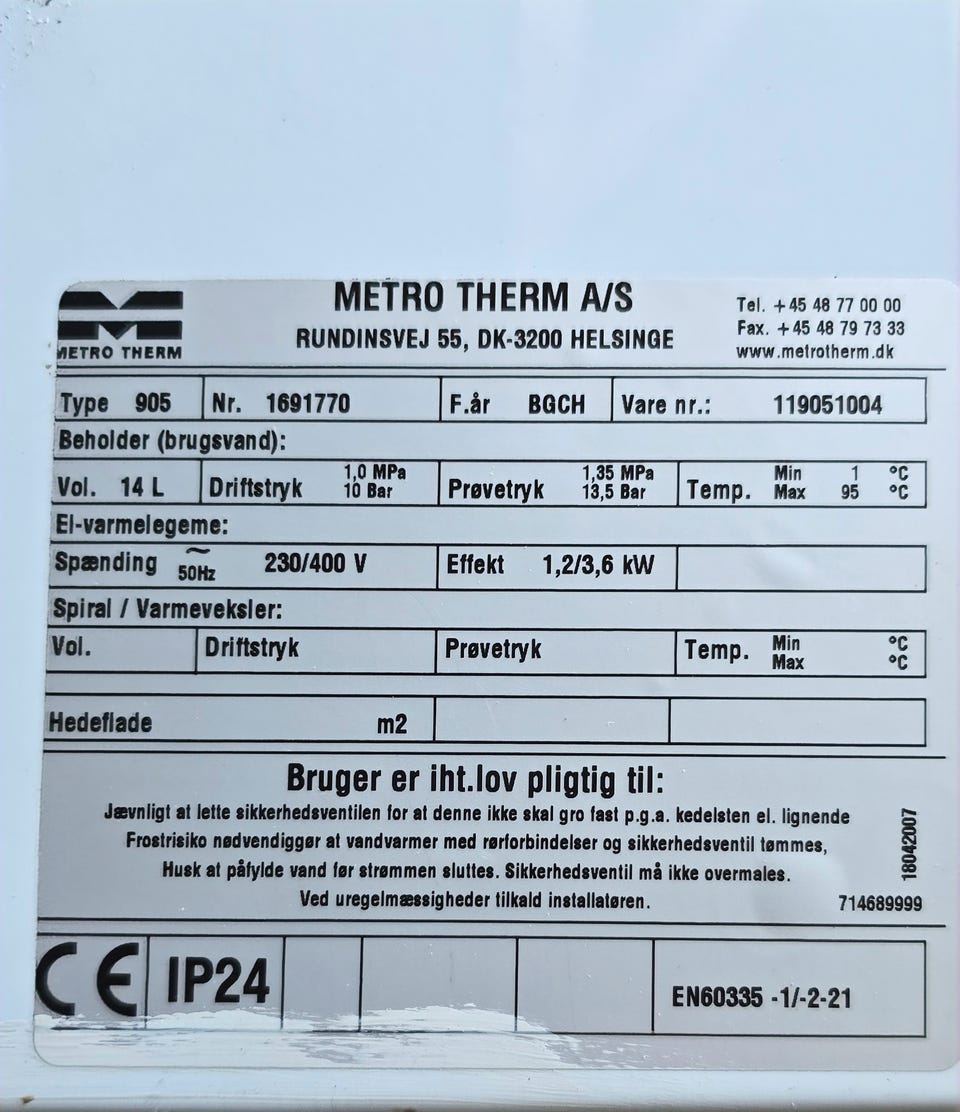 METRO THERM A/S
RUNDINSVEJ 55, DK-3200 HELSINGE
Tel. +45 48 77 00 00
Fax. +45 48 79 73 33
www.metrotherm.dk
METRO THERM
Type 905 Nr. 1691770 F.år BGCH Vare nr.: 119051004
Beholder (brugsvand):
Vol. 14 L Driftstryk 1,0 MPa 10 Bar Prøvetryk 1,35 MPa 13,5 Bar Temp. Min 1 °C Max 95 °C
El-varmelegeme:
Spænding ~ 50Hz 230/400 V Effekt 1,2/3,6 kW
Spiral / Varmeveksler:
Vol. Driftstryk Prøvetryk Temp. Min °C Max °C
Hedeflade m2
Bruger er iht.lov pligtig til:
Jævnligt at lette sikkerhedsventilen for at denne ikke skal gro fast p.g.a. kedelsten el. lignende
Frostrisiko nødvendiggør at vandvarmer med rørforbindelser og sikkerhedsventil tømmes,
Husk at påfylde vand før strømmen sluttes. Sikkerhedsventil må ikke overmales.
Ved uregelmæssigheder tilkald installatøren.
18042007
714689999
CE IP24 EN60335 -1/-2-21